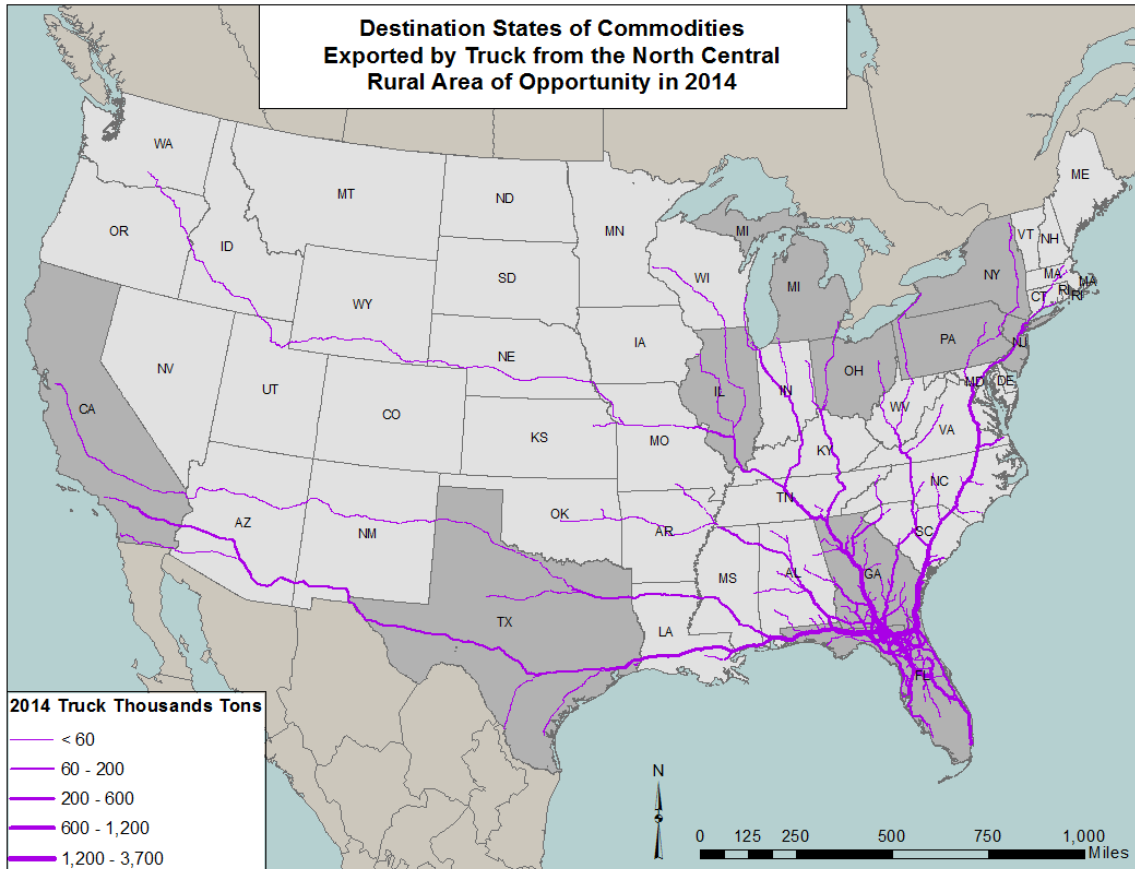 Destination States of Commodities
Exported by Truck from the North Central
Rural Area of Opportunity in 2014
WA
MT
ND
MN
ME
OR
ID
SD
WI
MI
MI
VT
NH
NY
MA
MA
CT
RI
RI
WY
IA
NE
PA
NJ
NV
UT
CO
IL
IN
OH
MD
DE
WV
VA
CA
KS
MO
KY
AZ
NM
OK
AR
TN
NC
SC
MS
AL
GA
TX
LA
FL
2014 Truck Thousands Tons
< 60
60 - 200
200 - 600
600 - 1,200
1,200 - 3,700
N
0 125 250 500 750 1,000
Miles